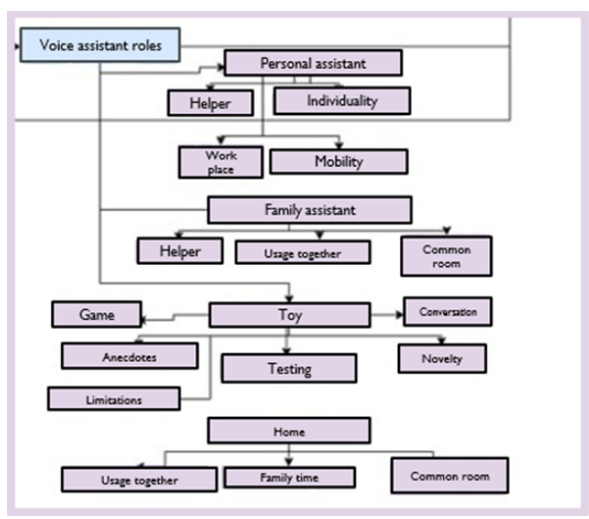 Voice assistant roles
Personal assistant
Helper
Individuality
Work
place
Mobility
Family assistant
Helper
Usage together
Common
room
Game
Toy
Conversation
Anecdotes
Testing
Novelty
Limitations
Home
Usage together
Family time
Common room